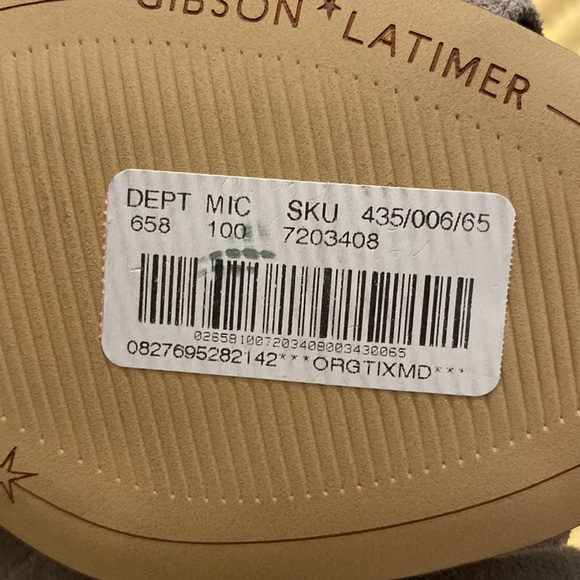 GIBSON ★ LATIMER
DEPT MIC SKU 435/006/65
658 100 7203408
02658100720340800343006​5
0827695282142***ORGTIXMD***